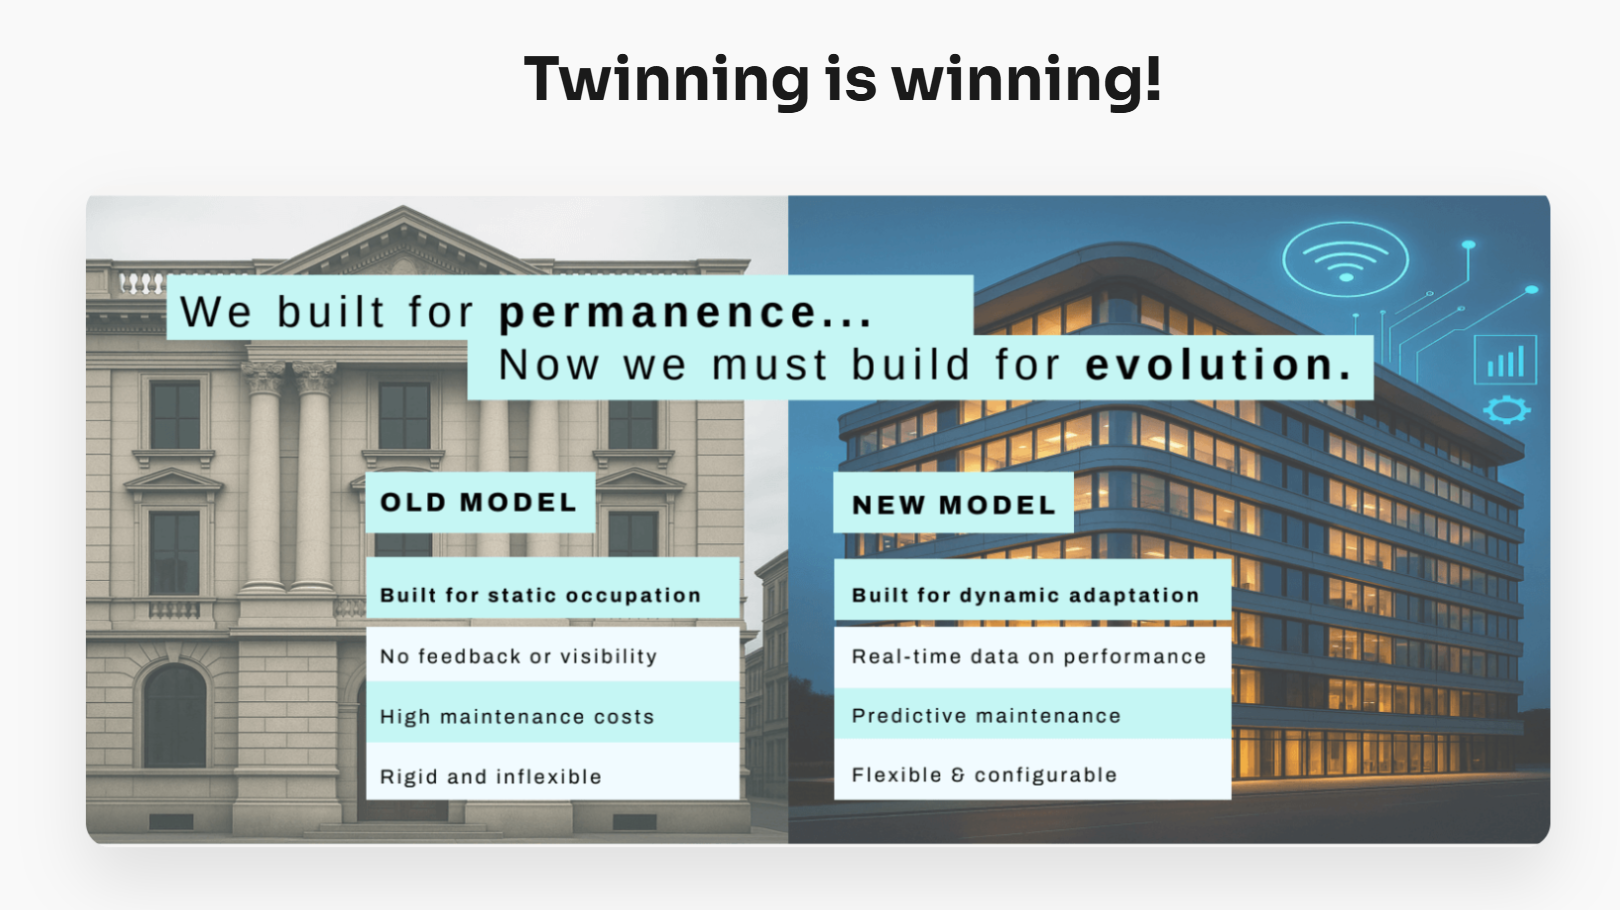 Twinning is winning!
We built for permanence...
Now we must build for evolution.
OLD MODEL
Built for static occupation
No feedback or visibility
High maintenance costs
Rigid and inflexible
NEW MODEL
Built for dynamic adaptation
Real-time data on performance
Predictive maintenance
Flexible & configurable